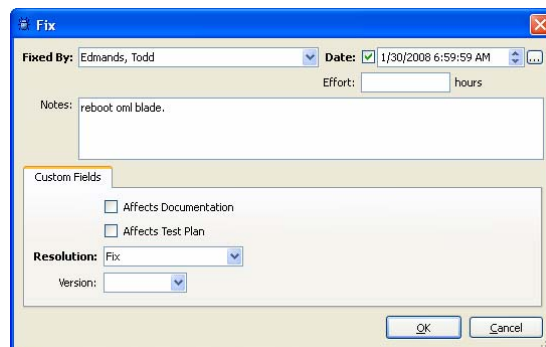 Fix
Fixed By: Edmands, Todd Date: 1/30/2008 6:59:59 AM ...
Effort: hours
Notes: reboot oml blade.
Custom Fields
Affects Documentation
Affects Test Plan
Resolution: Fix
Version:
OK Cancel